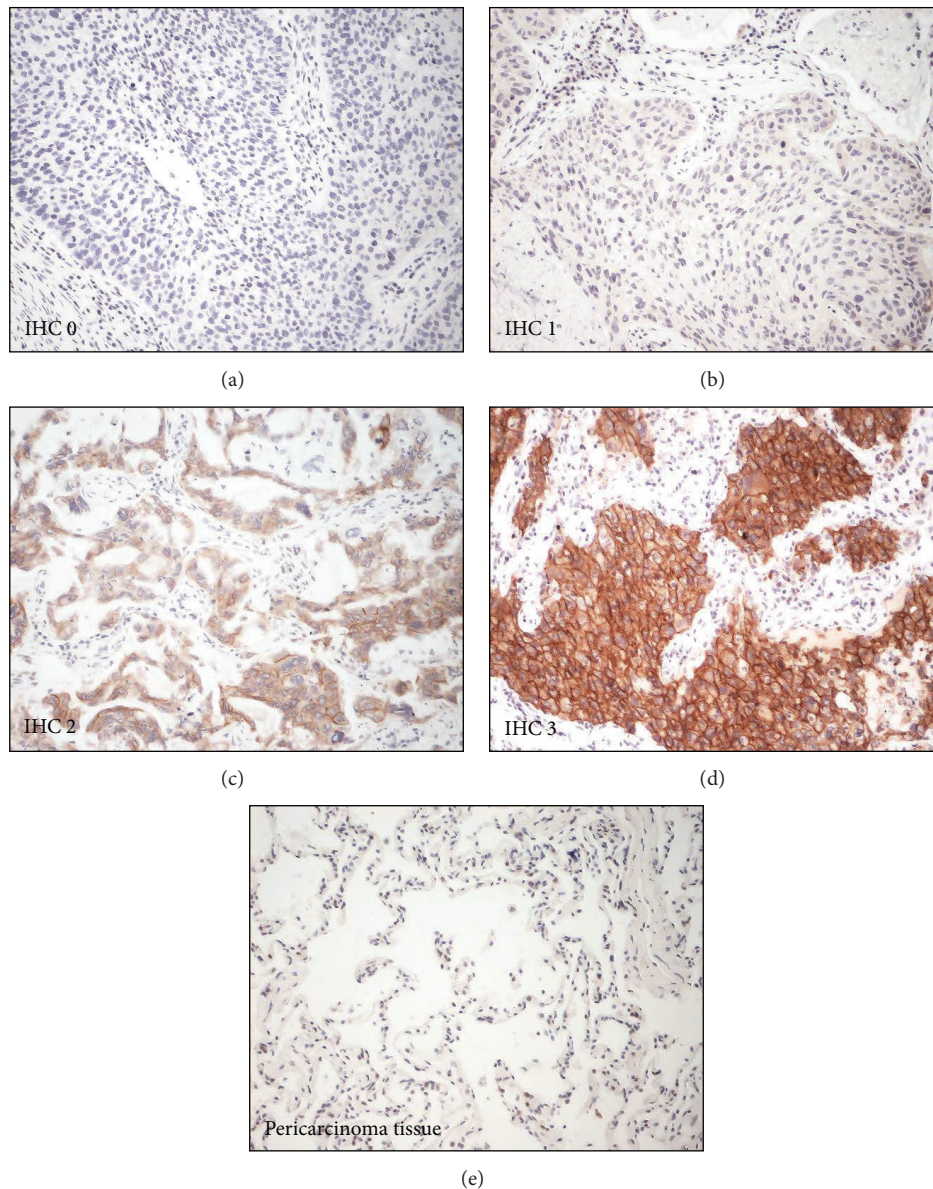 IHC 0
(a)
IHC 1
(b)
IHC 2
(c)
IHC 3
(d)
Pericarcinoma tissue
(e)